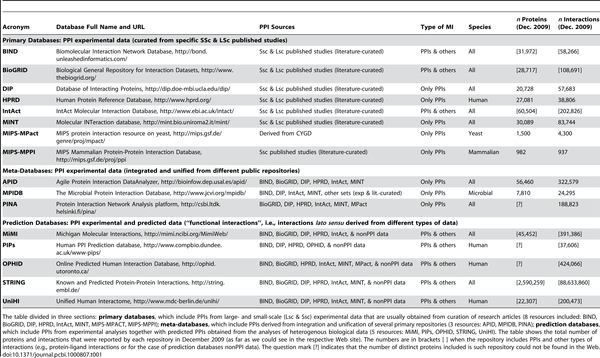 Acronym Database Full Name and URL PPI Sources Type of MI Species n Proteins (Dec. 2009) n Interactions (Dec. 2009)
Primary Databases: PPI experimental data (curated from specific SSc & LSc published studies)
BIND Biomolecular Interaction Network Database, http://bond. Ssc & Lsc published studies (literature-curated) PPIs & others All [31,972] [58,266]
unleashedinformatics.com/
BioGRID Biological General Repository for Interaction Datasets, http://www. Ssc & Lsc published studies (literature-curated) PPIs & others All [28,717] [108,691]
thebiogrid.org/
DIP Database of Interacting Proteins, http://dip.doe-mbi.ucla.edu/dip/ Ssc & Lsc published studies (literature-curated) Only PPIs All 20,728 57,683
HPRD Human Protein Reference Database, http://www.hprd.org/ Ssc & Lsc published studies (literature-curated) Only PPIs Human 27,081 38,806
IntAct IntAct Molecular Interaction Database, http://www.ebi.ac.uk/intact/ Ssc & Lsc published studies (literature-curated) PPIs & others All [60,504] [202,826]
MINT Molecular INTeraction database, http://mint.bio.uniroma2.it/mint/ Ssc & Lsc published studies (literature-curated) Only PPIs All 30,089 83,744
MIPS-MPact MIPS protein interaction resource on yeast, http://mips.gsf.de/ Derived from CYGD Only PPIs Yeast 1,500 4,300
genre/proj/mpact/
MIPS-MPPI MIPS Mammalian Protein-Protein Interaction Database, Ssc published studies (literature-curated) Only PPIs Mammalian 982 937
http://mips.gsf.de/proj/ppi
Meta-Databases: PPI experimental data (integrated and unified from different public repositories)
APID Agile Protein Interaction DataAnalyzer, http://bioinfow.dep.usal.es/apid/ BIND, BioGRID, DIP, HPRD, IntAct, MINT Only PPIs All 56,460 322,579
MPIDB The Microbial Protein Interaction Database, http://www.jcvi.org/mpidb/ BIND, DIP, IntAct, MINT, other sets (exp & lit.-curated) Only PPIs Microbial 7,810 24,295
PINA Protein Interaction Network Analysis platform, http://csbi.ltdk. BIND, BioGRID, DIP, HPRD, IntAct, MINT, MPact Only PPIs All [?] 188,823
helsinki.fi/pina/
Prediction Databases: PPI experimental and predicted data ("functional interactions", i.e., interactions lato sensu derived from different types of data)
MiMI Michigan Molecular Interactions, http://mimi.ncibi.org/MimiWeb/ BIND, BioGRID, DIP, HPRD, IntAct, & nonPPI data PPIs & others All [45,452] [391,386]
PIPs Human PPI Prediction database, http://www.compbio.dundee. BIND, DIP, HPRD, OPHID, & nonPPI data PPIs & others Human [?] [37,606]
ac.uk/www-pips/
OPHID Online Predicted Human Interaction Database, http://ophid. BIND, BioGRID, HPRD, IntAct, MINT, MPact, & nonPPI data PPIs & others Human [?] [424,066]
utoronto.ca/
STRING Known and Predicted Protein-Protein Interactions, http://string. BIND, BioGRID, DIP, HPRD, IntAct, MINT, & nonPPI data PPIs & others All [2,590,259] [88,633,860]
embl.de/
UniHI Unified Human Interactome, http://www.mdc-berlin.de/unihi/ BIND, BioGRID, DIP, HPRD, IntAct, MINT, & nonPPI data PPIs & others Human [22,307] [200,473]
The table divided in three sections: primary databases, which include PPIs from large- and small-scale (Lsc & Ssc) experimental data that are usually obtained from curation of research articles (8 resources included: BIND,
BioGRID, DIP, HPRD, IntAct, MINT, MIPS-MPACT, MIPS-MPPI); meta-databases, which include PPIs derived from integration and unification of several primary repositories (3 resources: APID, MPIDB, PINA); prediction databases,
which include PPIs from experimental analyses together with predicted PPIs obtained from the analyses of heterogenous biological data (5 resources: MiMI, PIPs, OPHID, STRING, UniHI). The table shows the total number of
proteins and interactions that were reported by each repository in December 2009 (as far as we could see in the respective Web site). The numbers are in brackets [ ] when the repository includes PPIs and other types of
interactions (e.g., protein-ligand interactions or for the case of prediction databases nonPPI data). The question mark [?] indicates that the number of distinct proteins included is such repository could not be found in the Web.
doi:10.1371/journal.pcbi.1000807.t001